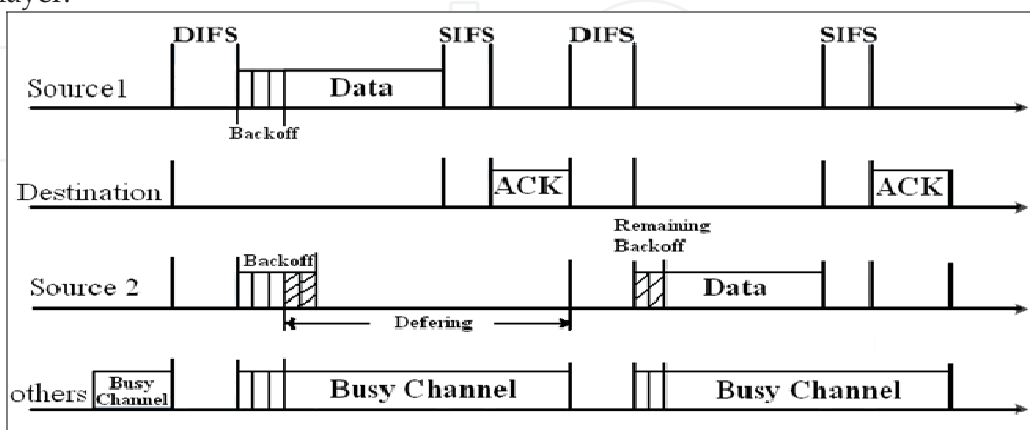 layer.
DIFS SIFS DIFS SIFS
Source1 Data
Backoff
Destination ACK ACK
Remaining
Backoff
Backoff
Source 2 Data
Defering
others Busy Channel Busy Channel Busy Channel